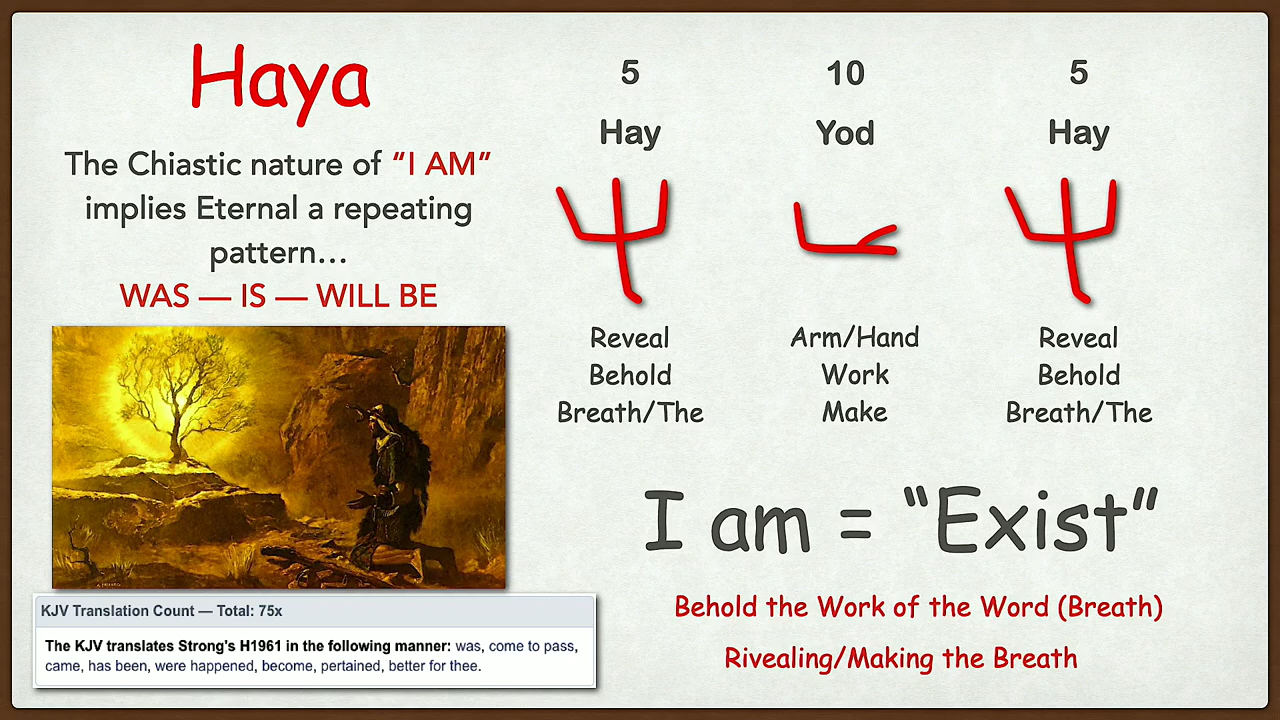 Haya
The Chiastic nature of “I AM”
implies Eternal a repeating
pattern...
WAS — IS — WILL BE
KJV Translation Count — Total: 75x
The KJV translates Strong's H1961 in the following manner: was, come to pass,
came, has been, were happened, become, pertained, better for thee.
5
Hay
Reveal
Behold
Breath/The
10
Yod
Arm/Hand
Work
Make
5
Hay
Reveal
Behold
Breath/The
I am = “Exist”
Behold the Work of the Word (Breath)
Rivealing/Making the Breath